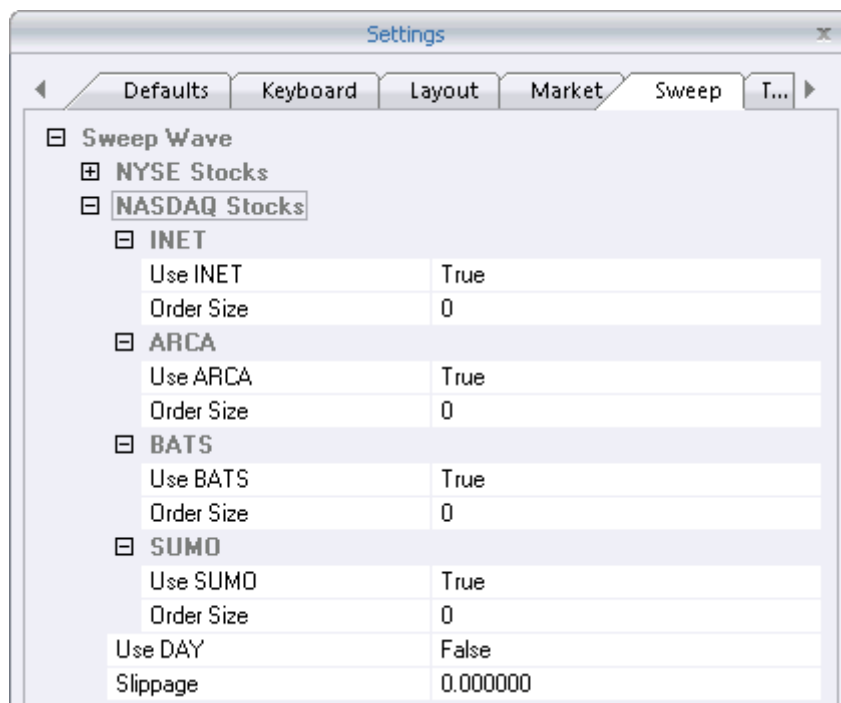 Settings
Defaults Keyboard Layout Market Sweep T...
Sweep Wave
NYSE Stocks
NASDAQ Stocks
INET
Use INET True
Order Size 0
ARCA
Use ARCA True
Order Size 0
BATS
Use BATS True
Order Size 0
SUMO
Use SUMO True
Order Size 0
Use DAY False
Slippage 0.000000